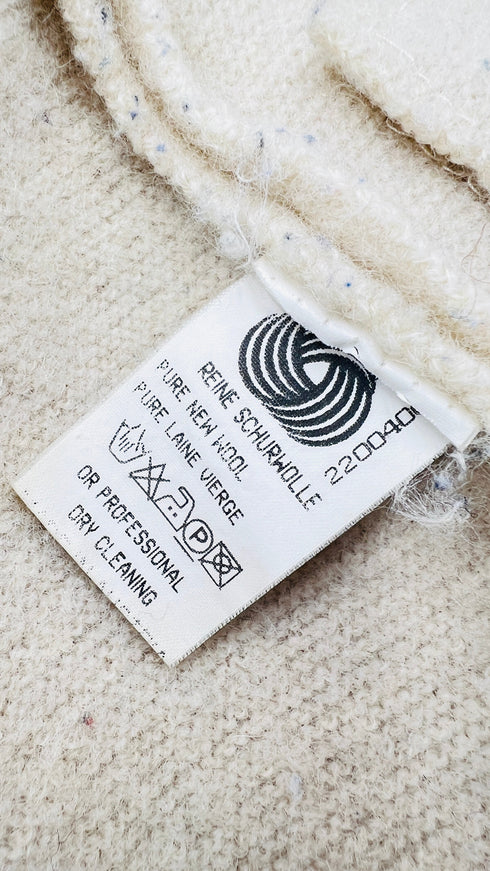 220040
REINE SCHURWOLLE
PURE NEW WOOL
PURE LAINE VIERGE
P
OR PROFESSIONAL
DRY CLEANING